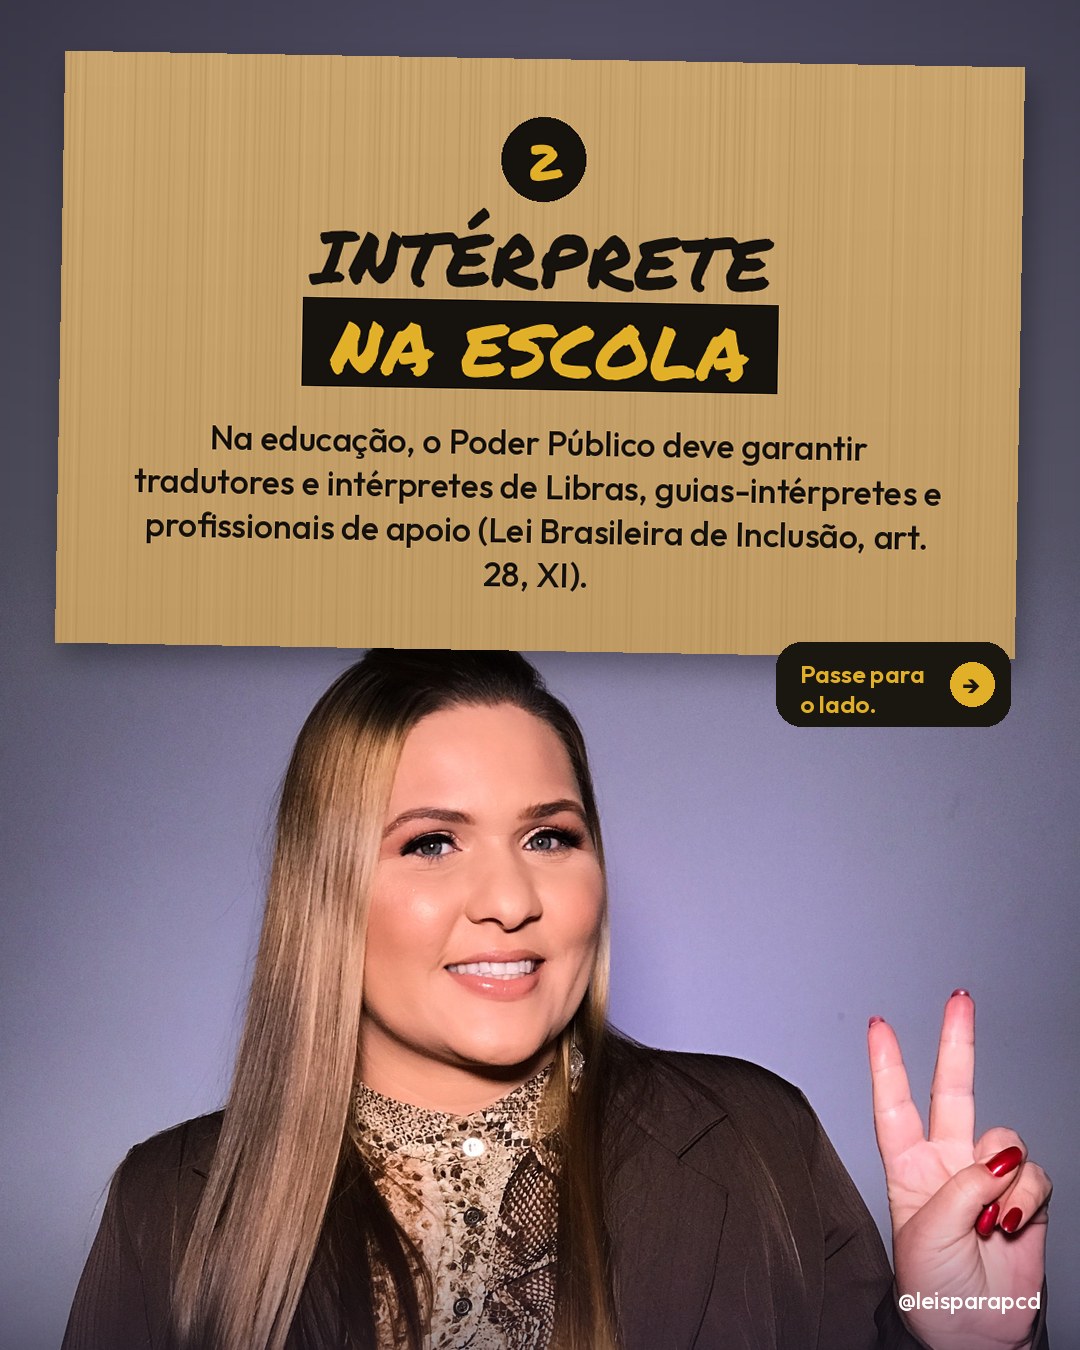 2
INTÉRPRETE
NA ESCOLA
Na educação, o Poder Público deve garantir
tradutores e intérpretes de Libras, guias-intérpretes e
profissionais de apoio (Lei Brasileira de Inclusão, art.
28, XI).
Passe para
o lado.
@leisparapcd